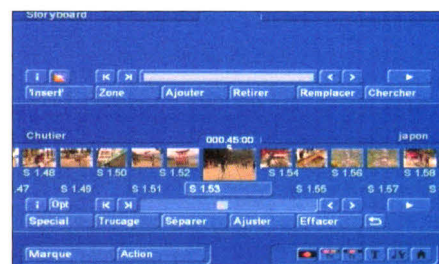 Storyboard
i
'Insert' Zone Ajouter Retirer Remplacer Chercher
Chutier 000.45:00 japon
S 1.48 S 1.50 S 1.52 S 1.54 S 1.56 S 1.58
.47 S 1.49 S 1.51 S 1.53 S 1.55 S 1.57 S
i Opt
Special Trucage Séparer Ajuster Effacer
Marque Action T